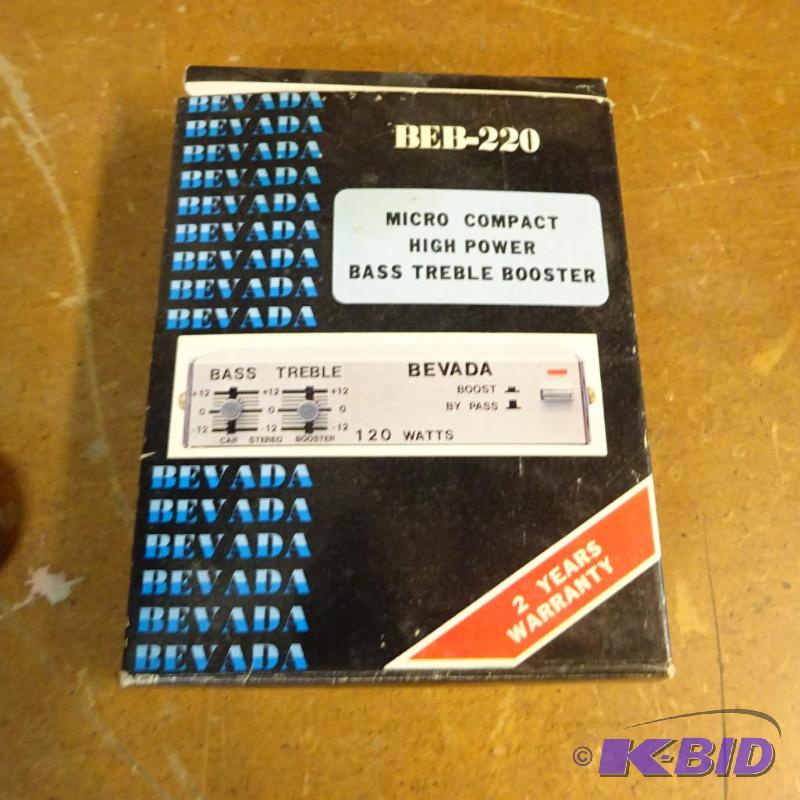 BEVADA
BEVADA
BEVADA
BEVADA
BEVADA
BEVADA
BEVADA
BEVADA
BEVADA
BEB-220
MICRO COMPACT
HIGH POWER
BASS TREBLE BOOSTER
BASS TREBLE BEVADA
+12 +12 +12 BOOST
0 0 0 BY PASS
-12 -12 -12
CAR STEREO BOOSTER 120 WATTS
BEVADA
BEVADA
BEVADA
BEVADA
BEVADA
BEVADA
2 YEARS
WARRANTY
© K-BID